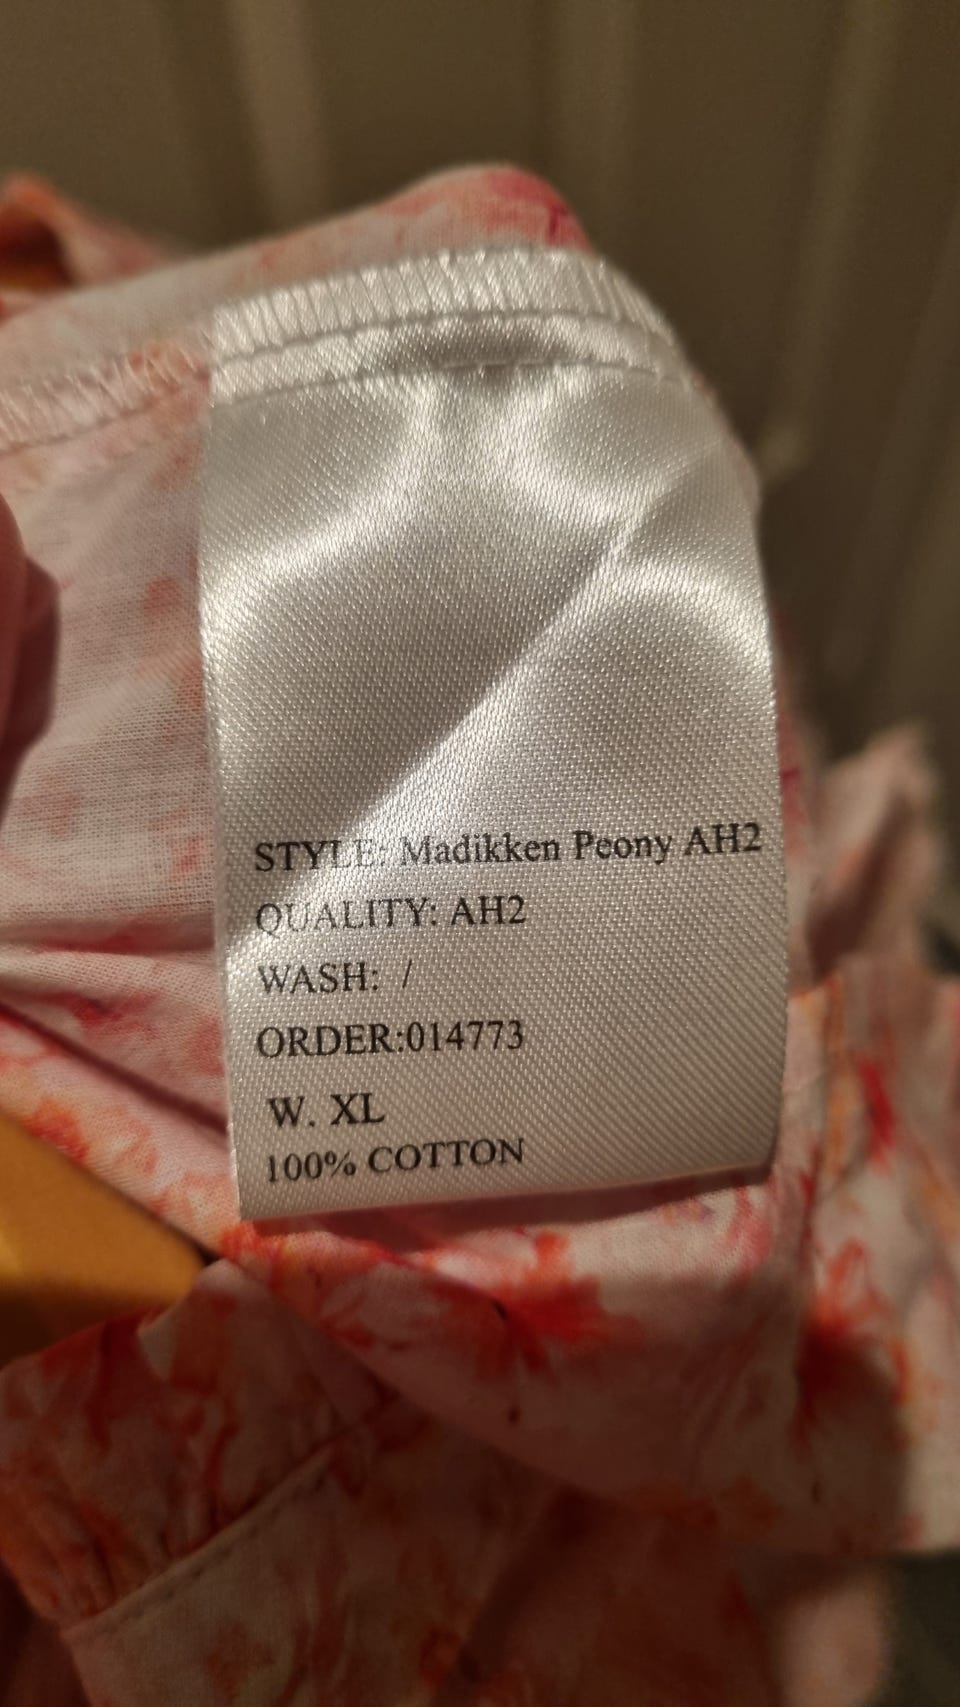 STYLE: Madikken Peony AH2
QUALITY: AH2
WASH: /
ORDER:014773
W. XL
100% COTTON